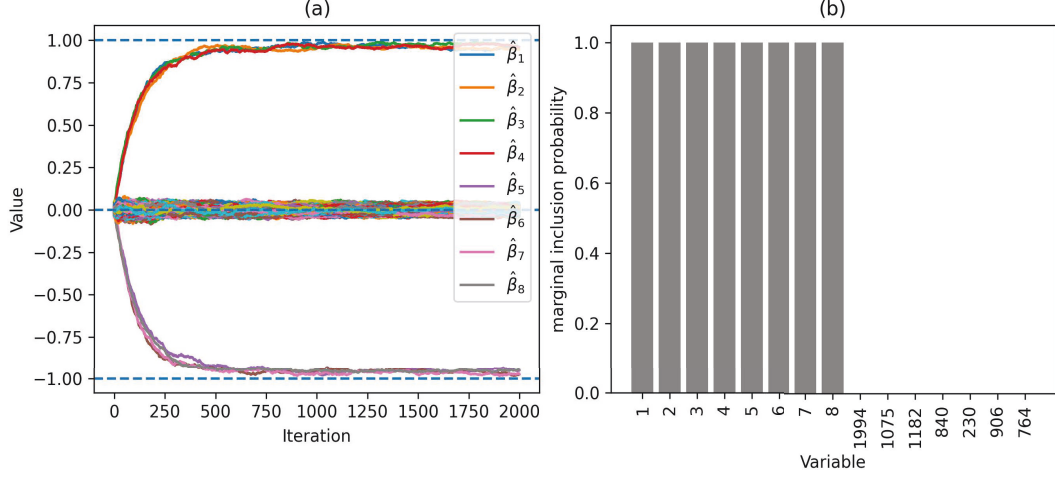 (a)
1.00
0.75
0.50
0.25
0.00
−0.25
−0.50
−0.75
−1.00
Value
0 250 500 750 1000 1250 1500 1750 2000
Iteration
β̂₁
β̂₂
β̂₃
β̂₄
β̂₅
β̂₆
β̂₇
β̂₈
(b)
1.0
0.8
0.6
0.4
0.2
0.0
marginal inclusion probability
1 2 3 4 5 6 7 8 1994 1075 1182 840 230 906 764
Variable